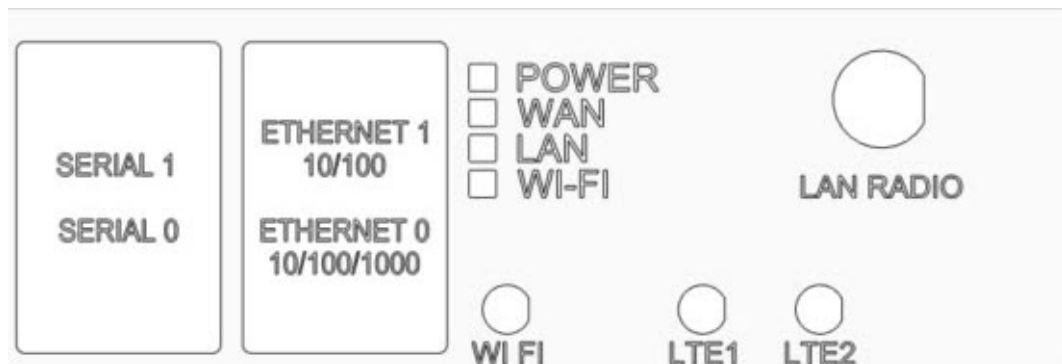 SERIAL 1
SERIAL 0
ETHERNET 1
10/100
ETHERNET 0
10/100/1000
POWER
WAN
LAN
WI-FI
LAN RADIO
WI FI
LTE1
LTE2